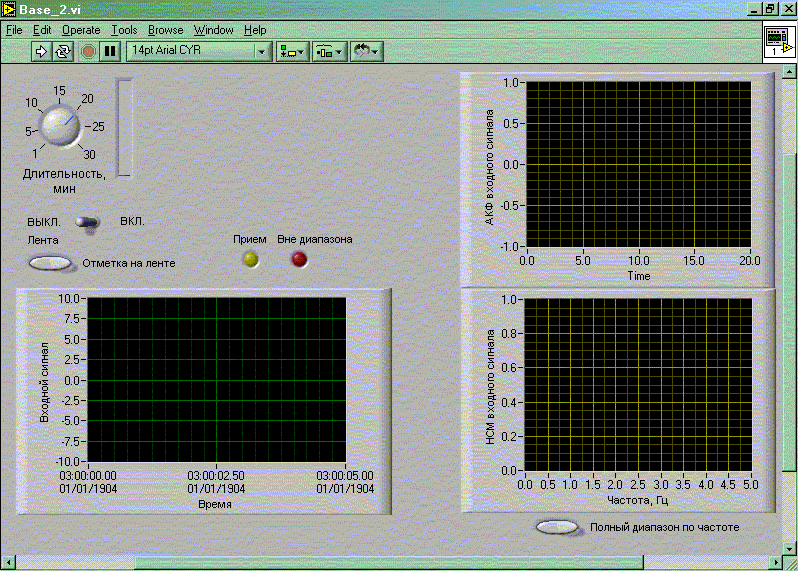 Base_2.vi
File Edit Operate Tools Browse Window Help
14pt Arial CYR
1
15
10 20
5 25
1 30
Длительность,
мин
ВЫКЛ. ВКЛ.
Лента
Отметка на ленте
Прием Вне диапазона
10.0
7.5
5.0
2.5
0.0
-2.5
-5.0
-7.5
-10.0
Входной сигнал
03:00:00.00 03:00:02.50 03:00:05.00
01/01/1904 01/01/1904 01/01/1904
Время
1.0
0.5
0.0
-0.5
-1.0
АКФ входного сигнала
0.0 5.0 10.0 15.0 20.0
Time
1.0
0.8
0.6
0.4
0.2
0.0
НСМ входного сигнала
0.0 0.5 1.0 1.5 2.0 2.5 3.0 3.5 4.0 4.5 5.0
Частота, Гц
Полный диапазон по частоте